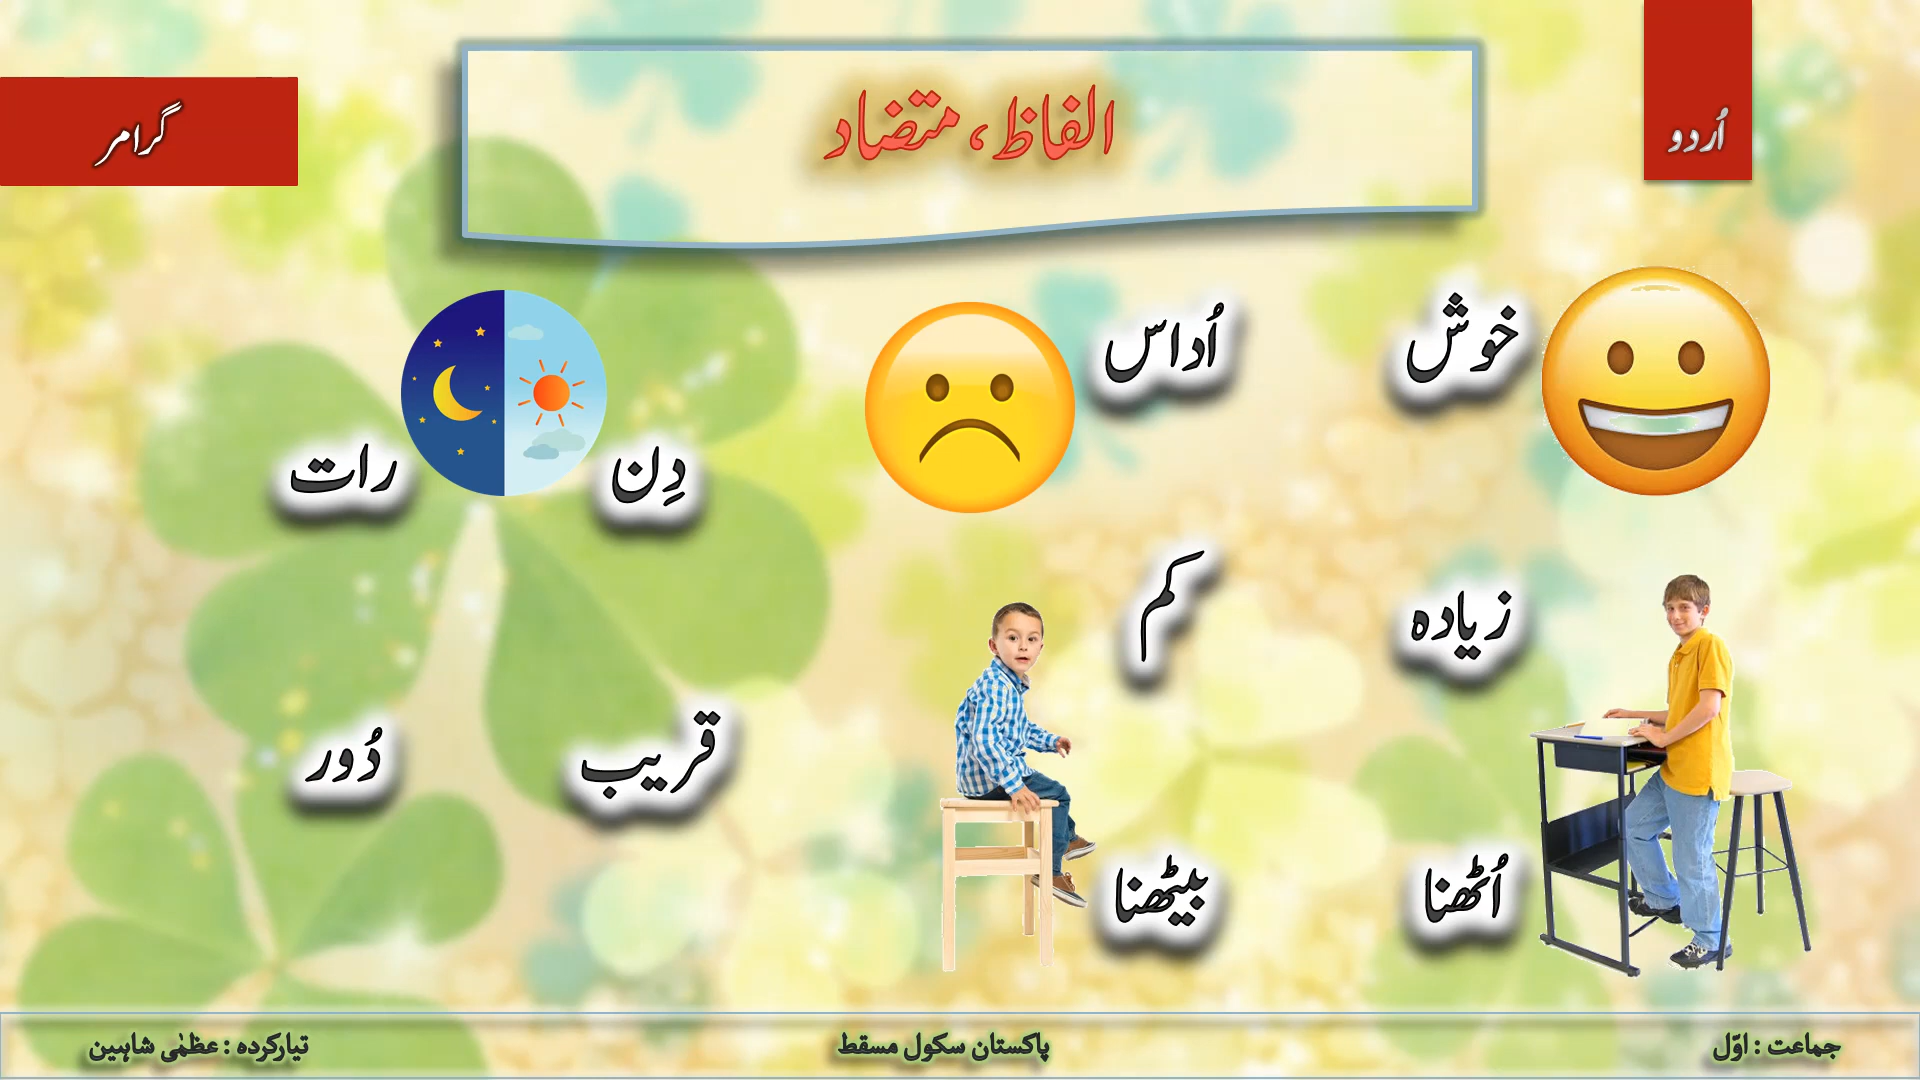 اُردو
گرامر
الفاظ، متضاد
خوش
اُداس
دِن
رات
زیادہ
کم
قریب
دُور
اُٹھنا
بیٹھنا
جماعت : اوّل
پاکستان سکول مسقط
تیارکردہ : عظمٰی شاہین